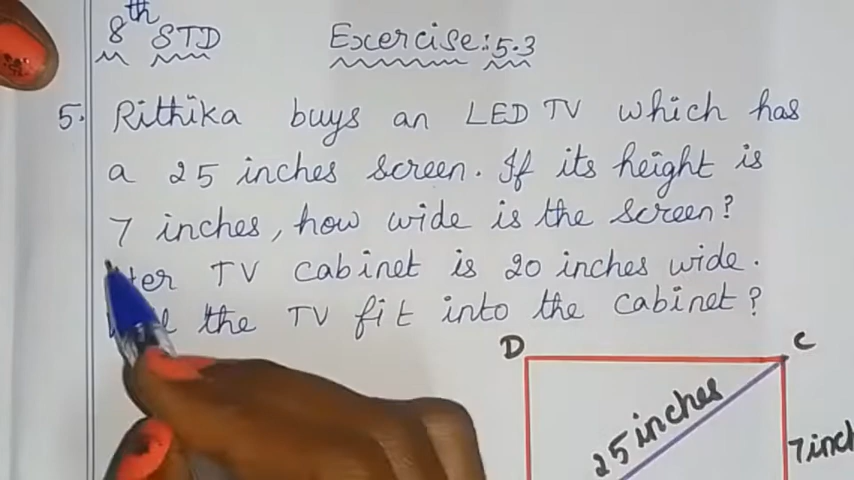 8th STD Exercise:5.3
5. Rithika buys an LED TV which has
a 25 inches screen. If its height is
7 inches, how wide is the screen?
TV cabinet is 20 inches wide.
the TV fit into the cabinet?
D C
25 inches
7